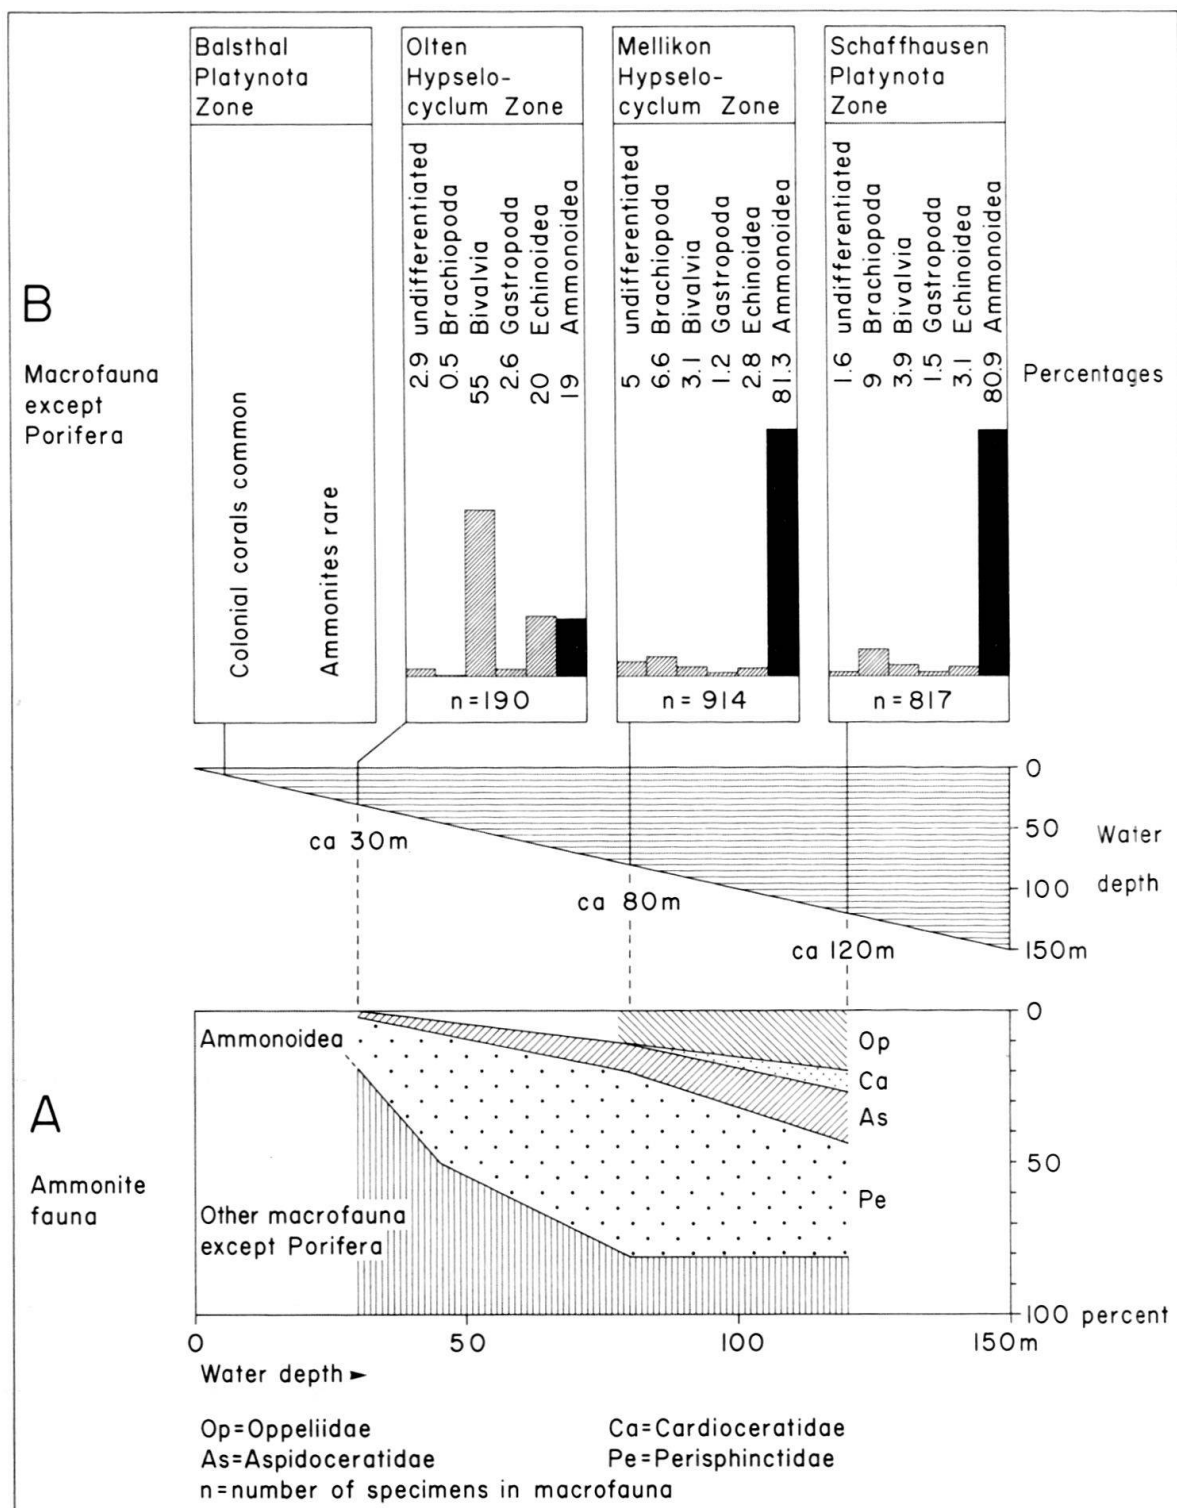 Balsthal
Platynota
Zone
Olten
Hypselo-
cyclum Zone
Mellikon
Hypselo-
cyclum Zone
Schaffhausen
Platynota
Zone
B
Macrofauna
except
Porifera
Colonial corals common
Ammonites rare
2.9 undifferentiated
0.5 Brachiopoda
55 Bivalvia
2.6 Gastropoda
20 Echinoidea
19 Ammonoidea
n=190
5 undifferentiated
6.6 Brachiopoda
3.1 Bivalvia
1.2 Gastropoda
2.8 Echinoidea
81.3 Ammonoidea
n=914
1.6 undifferentiated
9 Brachiopoda
3.9 Bivalvia
1.5 Gastropoda
3.1 Echinoidea
80.9 Ammonoidea
n=817
Percentages
0
50
100
150m
Water
depth
ca 30m
ca 80m
ca 120m
A
Ammonite
fauna
Ammonoidea
Other macrofauna
except Porifera
Op
Ca
As
Pe
0
50
100 percent
0
50
100
150m
Water depth ►
Op=Oppeliidae
Ca=Cardioceratidae
As=Aspidoceratidae
Pe=Perisphinctidae
n=number of specimens in macrofauna